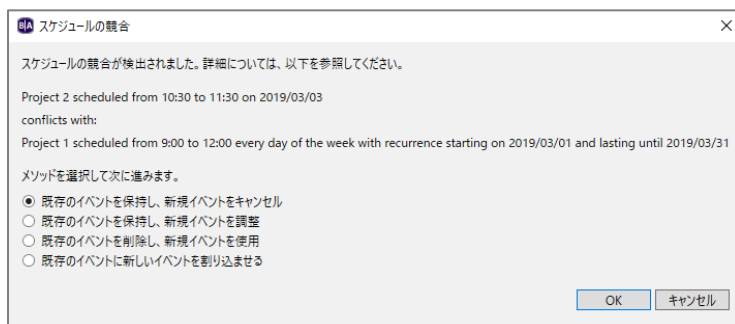 B|A スケジュールの競合
スケジュールの競合が検出されました。詳細については、以下を参照してください。
Project 2 scheduled from 10:30 to 11:30 on 2019/03/03
conflicts with:
Project 1 scheduled from 9:00 to 12:00 every day of the week with recurrence starting on 2019/03/01 and lasting until 2019/03/31
メソッドを選択して次に進みます。
既存のイベントを保持し、新規イベントをキャンセル
既存のイベントを保持し、新規イベントを調整
既存のイベントを削除し、新規イベントを使用
既存のイベントに新しいイベントを割り込ませる
OK キャンセル